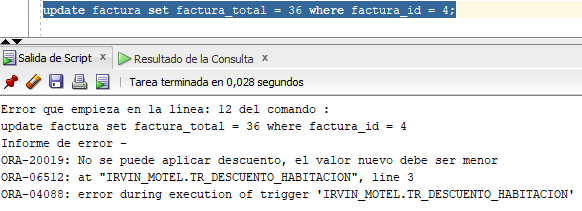 update factura set factura_total = 36 where factura_id = 4;
Salida de Script x Resultado de la Consulta x
Tarea terminada en 0,028 segundos
Error que empieza en la línea: 12 del comando :
update factura set factura_total = 36 where factura_id = 4
Informe de error -
ORA-20019: No se puede aplicar descuento, el valor nuevo debe ser menor
ORA-06512: at "IRVIN_MOTEL.TR_DESCUENTO_HABITACION", line 3
ORA-04088: error during execution of trigger 'IRVIN_MOTEL.TR_DESCUENTO_HABITACION'